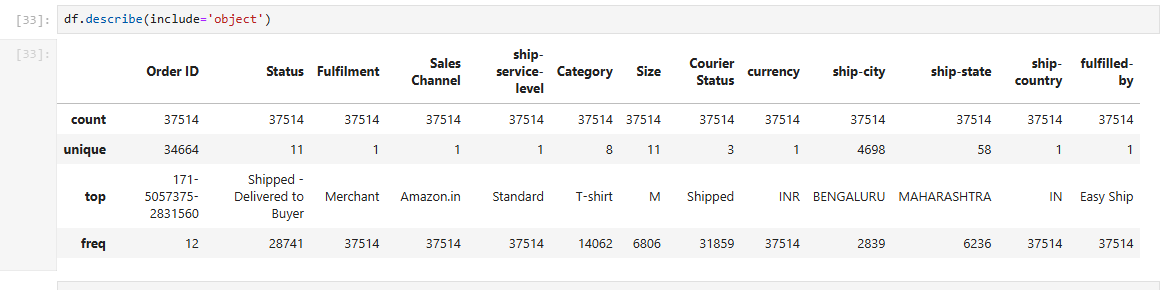 [33]: df.describe(include='object')
[33]:
Order ID Status Fulfilment Sales Channel ship-service-level Category Size Courier Status currency ship-city ship-state ship-country fulfilled-by
count 37514 37514 37514 37514 37514 37514 37514 37514 37514 37514 37514 37514 37514
unique 34664 11 1 1 1 8 11 3 1 4698 58 1 1
top 171-5057375-2831560 Shipped - Delivered to Buyer Merchant Amazon.in Standard T-shirt M Shipped INR BENGALURU MAHARASHTRA IN Easy Ship
freq 12 28741 37514 37514 37514 14062 6806 31859 37514 2839 6236 37514 37514